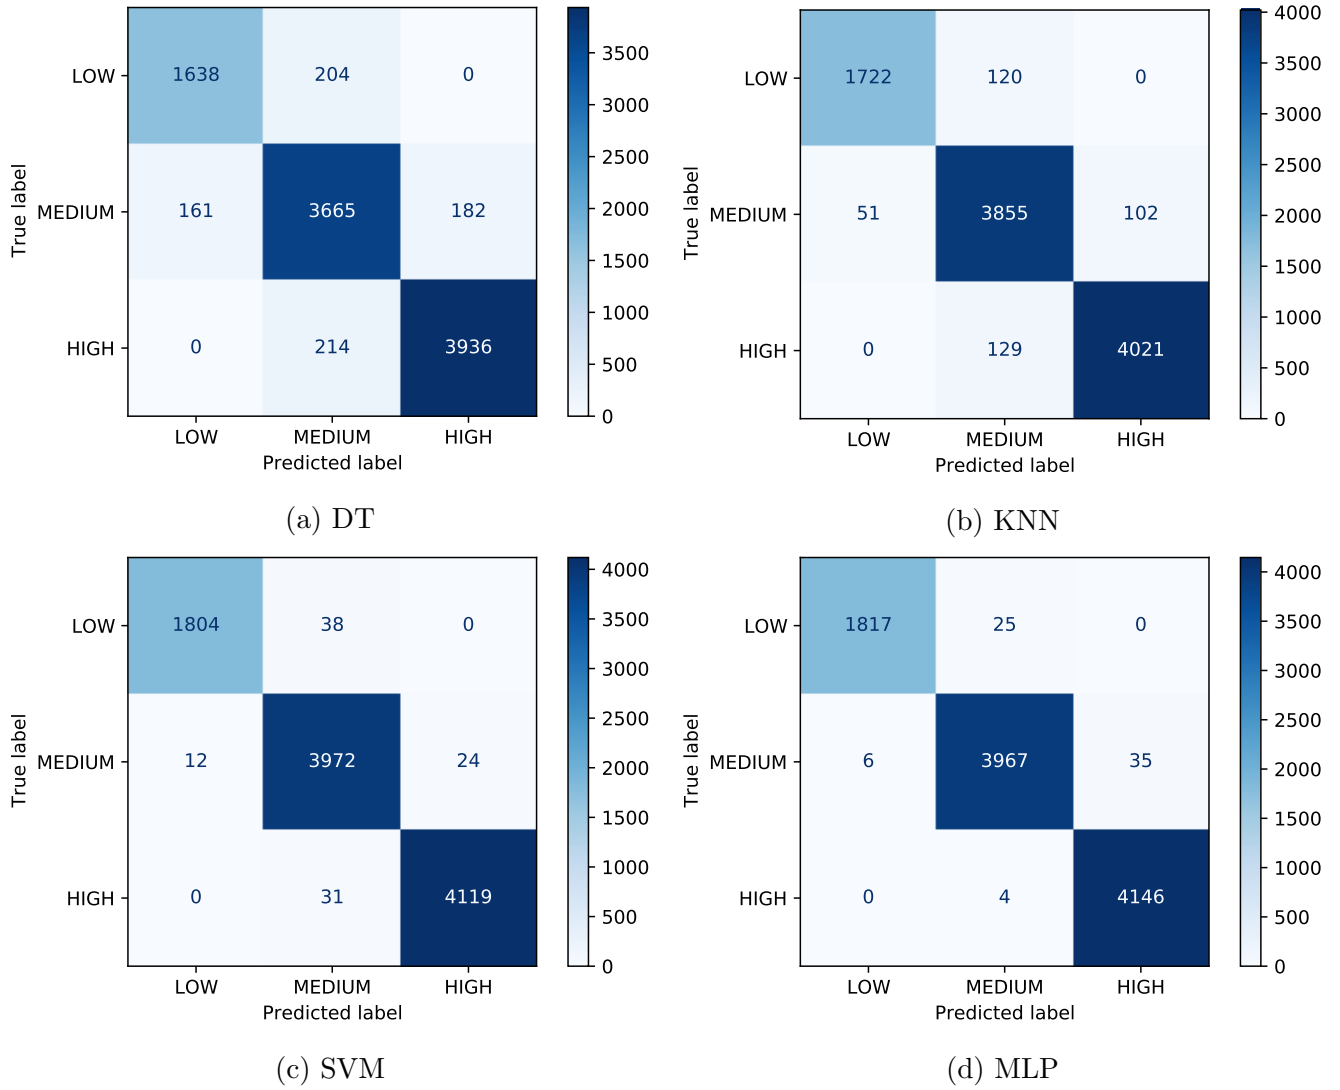 LOW
1638 204 0
True label
MEDIUM
161 3665 182
HIGH
0 214 3936
LOW MEDIUM HIGH
Predicted label
3500
3000
2500
2000
1500
1000
500
0
(a) DT
LOW
1722 120 0
True label
MEDIUM
51 3855 102
HIGH
0 129 4021
LOW MEDIUM HIGH
Predicted label
4000
3500
3000
2500
2000
1500
1000
500
0
(b) KNN
LOW
1804 38 0
True label
MEDIUM
12 3972 24
HIGH
0 31 4119
LOW MEDIUM HIGH
Predicted label
4000
3500
3000
2500
2000
1500
1000
500
0
(c) SVM
LOW
1817 25 0
True label
MEDIUM
6 3967 35
HIGH
0 4 4146
LOW MEDIUM HIGH
Predicted label
4000
3500
3000
2500
2000
1500
1000
500
0
(d) MLP